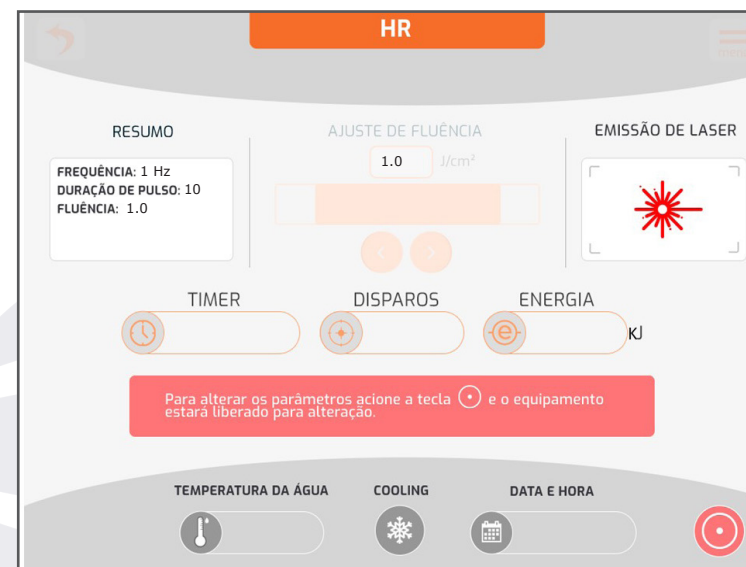 HR
RESUMO
FREQUÊNCIA: 1 Hz
DURAÇÃO DE PULSO: 10
FLUÊNCIA: 1.0
AJUSTE DE FLUÊNCIA
1.0 J/cm²
EMISSÃO DE LASER
TIMER
DISPAROS
ENERGIA
e
KJ
Para alterar os parâmetros acione a tecla e o equipamento
estará liberado para alteração.
TEMPERATURA DA ÁGUA
COOLING
DATA E HORA